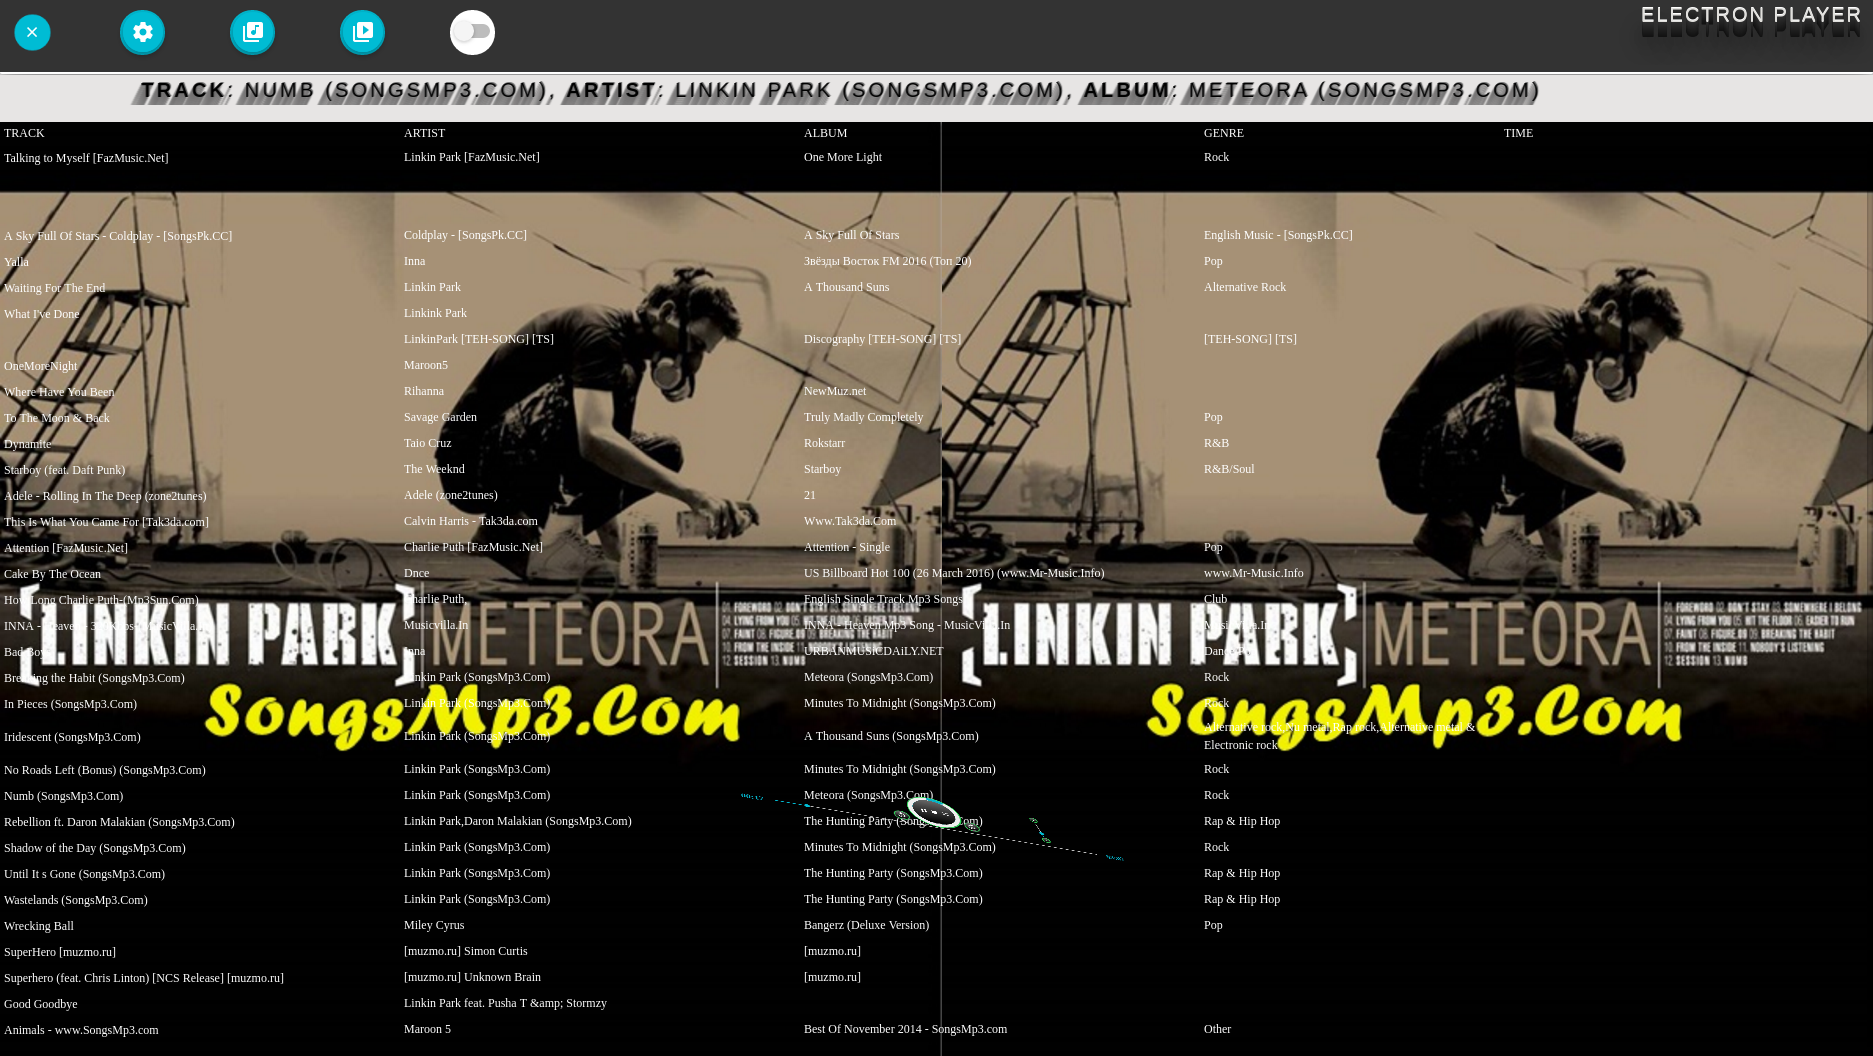 ELECTRON PLAYER
TRACK: NUMB (SONGSMP3.COM), ARTIST: LINKIN PARK (SONGSMP3.COM), ALBUM: METEORA (SONGSMP3.COM)
TRACK ARTIST ALBUM GENRE TIME
Talking to Myself [FazMusic.Net] Linkin Park [FazMusic.Net] One More Light Rock
A Sky Full Of Stars - Coldplay - [SongsPk.CC] Coldplay - [SongsPk.CC] A Sky Full Of Stars English Music - [SongsPk.CC]
Yalla Inna Звёзды Восток FM 2016 (Топ 20) Pop
Waiting For The End Linkin Park A Thousand Suns Alternative Rock
What I've Done Linkink Park
LinkinPark [TEH-SONG] [TS] Discography [TEH-SONG] [TS] [TEH-SONG] [TS]
OneMoreNight Maroon5
Where Have You Been Rihanna NewMuz.net
To The Moon & Back Savage Garden Truly Madly Completely Pop
Dynamite Taio Cruz Rokstarr R&B
Starboy (feat. Daft Punk) The Weeknd Starboy R&B/Soul
Adele - Rolling In The Deep (zone2tunes) Adele (zone2tunes) 21
This Is What You Came For [Tak3da.com] Calvin Harris - Tak3da.com Www.Tak3da.Com
Attention [FazMusic.Net] Charlie Puth [FazMusic.Net] Attention - Single Pop
Cake By The Ocean Dnce US Billboard Hot 100 (26 March 2016) (www.Mr-Music.Info) www.Mr-Music.Info
How Long Charlie Puth-(Mp3Sun.Com) Charlie Puth, English Single Track Mp3 Songs Club
INNA - Heaven - Musicvilla.In INNA - Heaven Mp3 Song - MusicVilla.In MusicVilla.In
Bad Boys Inna URBANMUSICDAiLY.NET
Breaking the Habit (SongsMp3.Com) Linkin Park (SongsMp3.Com) Meteora (SongsMp3.Com) Rock
In Pieces (SongsMp3.Com) Linkin Park (SongsMp3.Com) Minutes To Midnight (SongsMp3.Com) Rock
Iridescent (SongsMp3.Com) Linkin Park (SongsMp3.Com) A Thousand Suns (SongsMp3.Com) Alternative rock,Nu metal,Rap rock,Alternative metal &
Electronic rock
No Roads Left (Bonus) (SongsMp3.Com) Linkin Park (SongsMp3.Com) Minutes To Midnight (SongsMp3.Com) Rock
Numb (SongsMp3.Com) Linkin Park (SongsMp3.Com) Meteora (SongsMp3.Com) Rock
Rebellion ft. Daron Malakian (SongsMp3.Com) Linkin Park,Daron Malakian (SongsMp3.Com) The Hunting Party (SongsMp3.Com) Rap & Hip Hop
Shadow of the Day (SongsMp3.Com) Linkin Park (SongsMp3.Com) Minutes To Midnight (SongsMp3.Com) Rock
Until It s Gone (SongsMp3.Com) Linkin Park (SongsMp3.Com) The Hunting Party (SongsMp3.Com) Rap & Hip Hop
Wastelands (SongsMp3.Com) Linkin Park (SongsMp3.Com) The Hunting Party (SongsMp3.Com) Rap & Hip Hop
Wrecking Ball Miley Cyrus Bangerz (Deluxe Version) Pop
SuperHero [muzmo.ru] [muzmo.ru] Simon Curtis [muzmo.ru]
Superhero (feat. Chris Linton) [NCS Release] [muzmo.ru] [muzmo.ru] Unknown Brain [muzmo.ru]
Good Goodbye Linkin Park feat. Pusha T &amp; Stormzy
Animals - www.SongsMp3.com Maroon 5 Best Of November 2014 - SongsMp3.com Other
[LINKIN PARK] METEORA
SongsMp3.Com
[LINKIN PARK] METEORA
01. FOREWORD 02. DON'T STAY 03. SOMEWHERE I BELONG
04. LYING FROM YOU 05. HIT THE FLOOR 06. EASIER TO RUN
07. FAINT 08. FIGURE.09 09. BREAKING THE HABIT
10. FROM THE INSIDE 11. NOBODY'S LISTENING
12. SESSION 13. NUMB
SongsMp3.Com